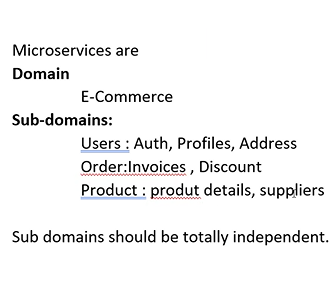 Microservices are
Domain
E-Commerce
Sub-domains:
Users : Auth, Profiles, Address
Order:Invoices , Discount
Product : produt details, suppliers
Sub domains should be totally independent.